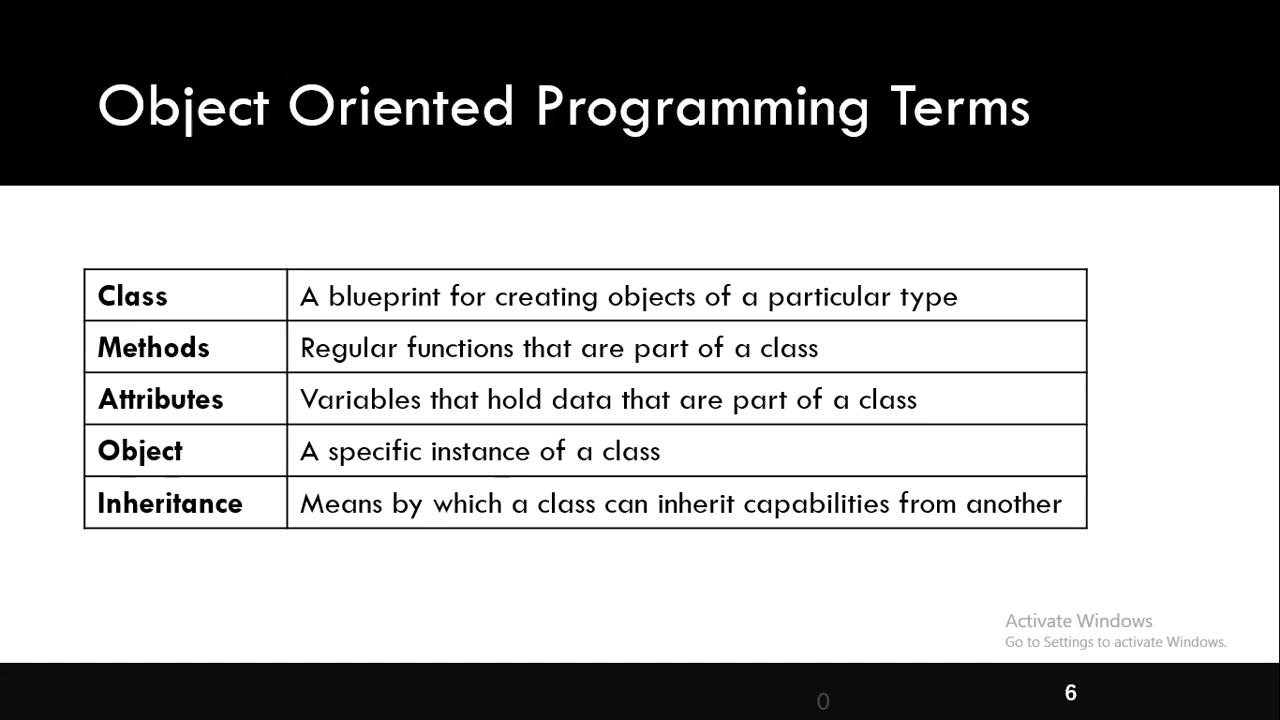 Object Oriented Programming Terms
Class A blueprint for creating objects of a particular type
Methods Regular functions that are part of a class
Attributes Variables that hold data that are part of a class
Object A specific instance of a class
Inheritance Means by which a class can inherit capabilities from another
Activate Windows
Go to Settings to activate Windows.
0 6